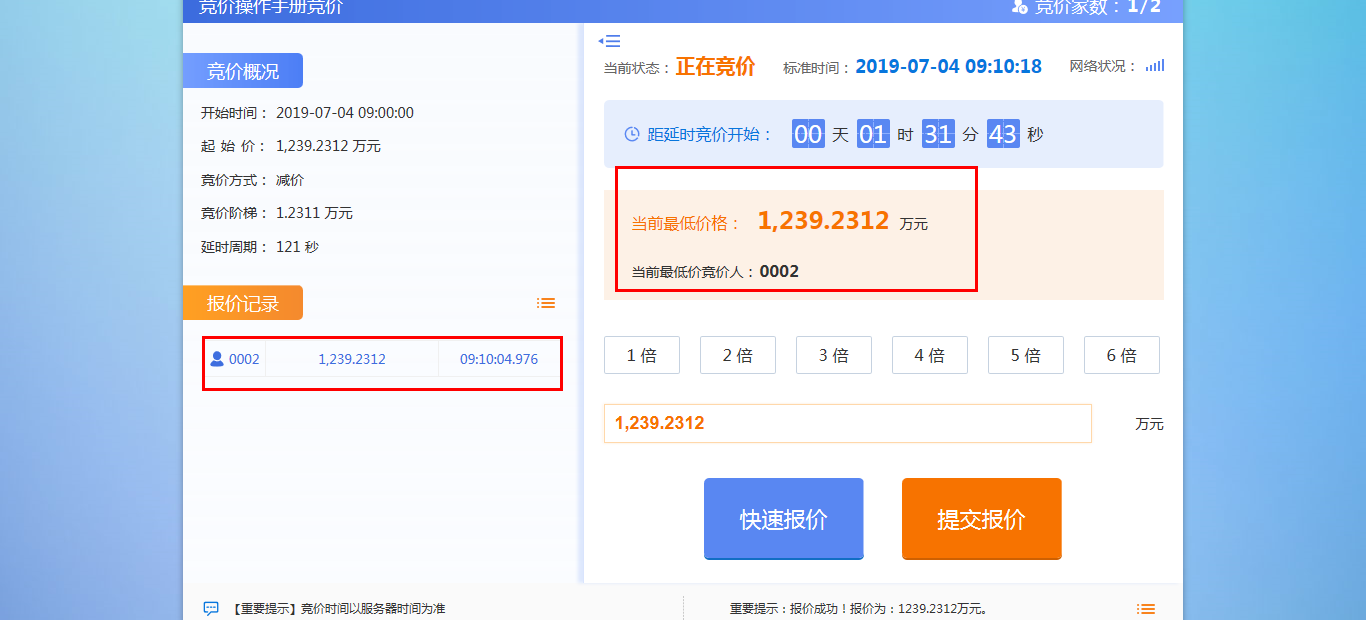 竞价操作手册竞价
竞价家数：1/2
竞价概况
开始时间： 2019-07-04 09:00:00
起 始 价： 1,239.2312 万元
竞价方式： 减价
竞价阶梯： 1.2311 万元
延时周期： 121 秒
报价记录
0002 1,239.2312 09:10:04.976
当前状态：正在竞价 标准时间：2019-07-04 09:10:18 网络状况：
距延时竞价开始： 00 天 01 时 31 分 43 秒
当前最低价格： 1,239.2312 万元
当前最低价竞价人：0002
1 倍 2 倍 3 倍 4 倍 5 倍 6 倍
1,239.2312 万元
快速报价 提交报价
【重要提示】竞价时间以服务器时间为准
重要提示：报价成功！报价为：1239.2312万元。